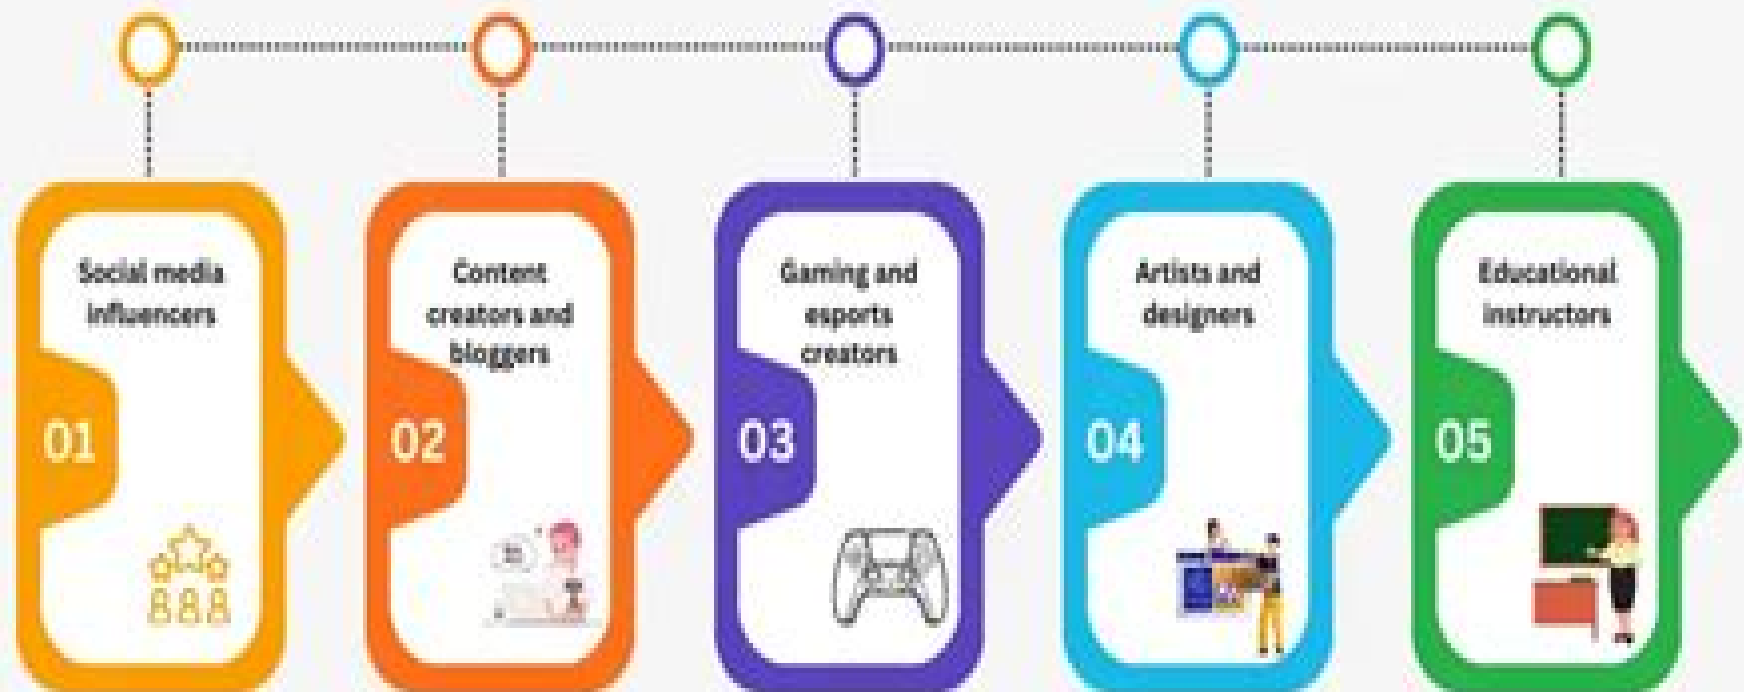 Social media
influencers
01
Content
creators and
bloggers
02
Gaming and
esports
creators
03
Artists and
designers
04
Educational
instructors
05